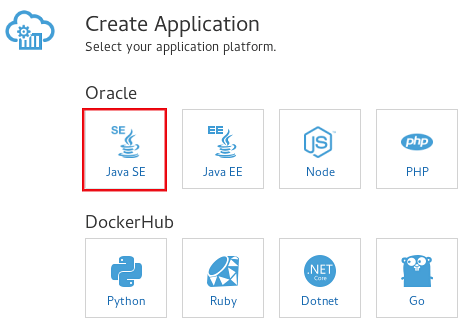 Create Application
Select your application platform.
Oracle
SE EE JS php
Java SE Java EE Node PHP
DockerHub
.NET
Core
Python Ruby Dotnet Go